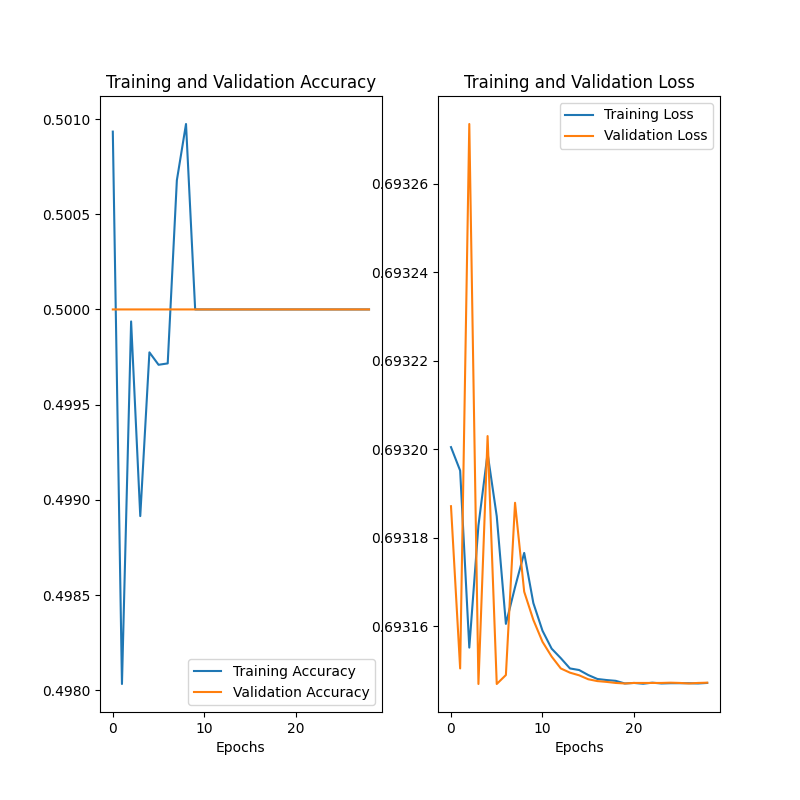 Training and Validation Accuracy
0.5010
0.5005
0.5000
0.4995
0.4990
0.4985
0.4980
Training Accuracy
Validation Accuracy
0 10 20
Epochs
Training and Validation Loss
Training Loss
Validation Loss
0.69326
0.69324
0.69322
0.69320
0.69318
0.69316
0 10 20
Epochs